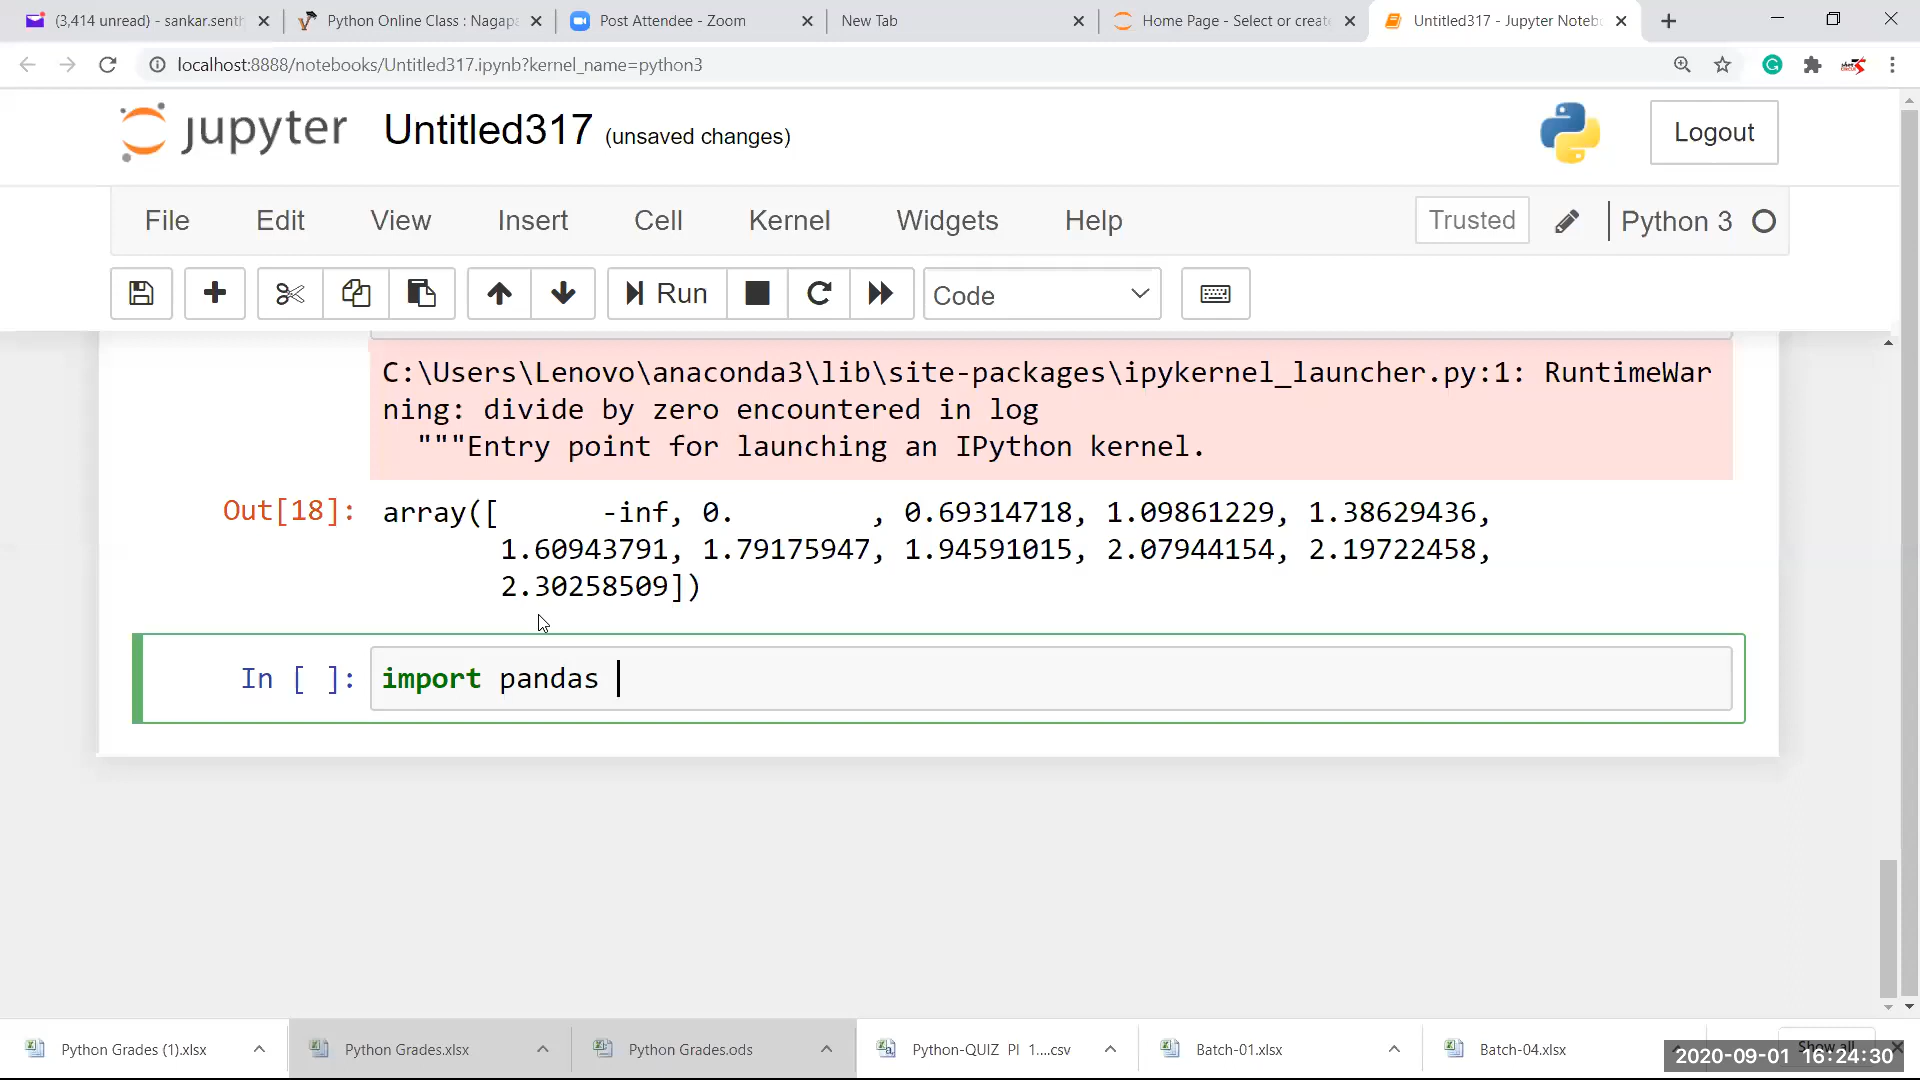 (3,414 unread) - sankar.senth
Python Online Class : Nagapa
Post Attendee - Zoom
New Tab
Home Page - Select or create
Untitled317 - Jupyter Notebo
localhost:8888/notebooks/Untitled317.ipynb?kernel_name=python3
jupyter Untitled317 (unsaved changes)
Logout
File Edit View Insert Cell Kernel Widgets Help
Trusted Python 3
Run Code
C:\Users\Lenovo\anaconda3\lib\site-packages\ipykernel_launcher.py:1: RuntimeWar
ning: divide by zero encountered in log
"""Entry point for launching an IPython kernel.
Out[18]: array([      -inf, 0.        , 0.69314718, 1.09861229, 1.38629436,
1.60943791, 1.79175947, 1.94591015, 2.07944154, 2.19722458,
2.30258509])
In [ ]: import pandas
Python Grades (1).xlsx
Python Grades.xlsx
Python Grades.ods
Python-QUIZ PI 1....csv
Batch-01.xlsx
Batch-04.xlsx
Show all
2020-09-01 16:24:30